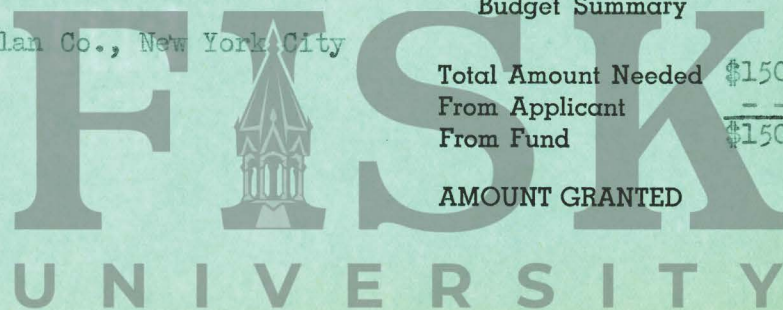 Budget Summary
lan Co., New York City
Total Amount Needed $150
From Applicant - -
From Fund $150
AMOUNT GRANTED
FISK
UNIVERSITY